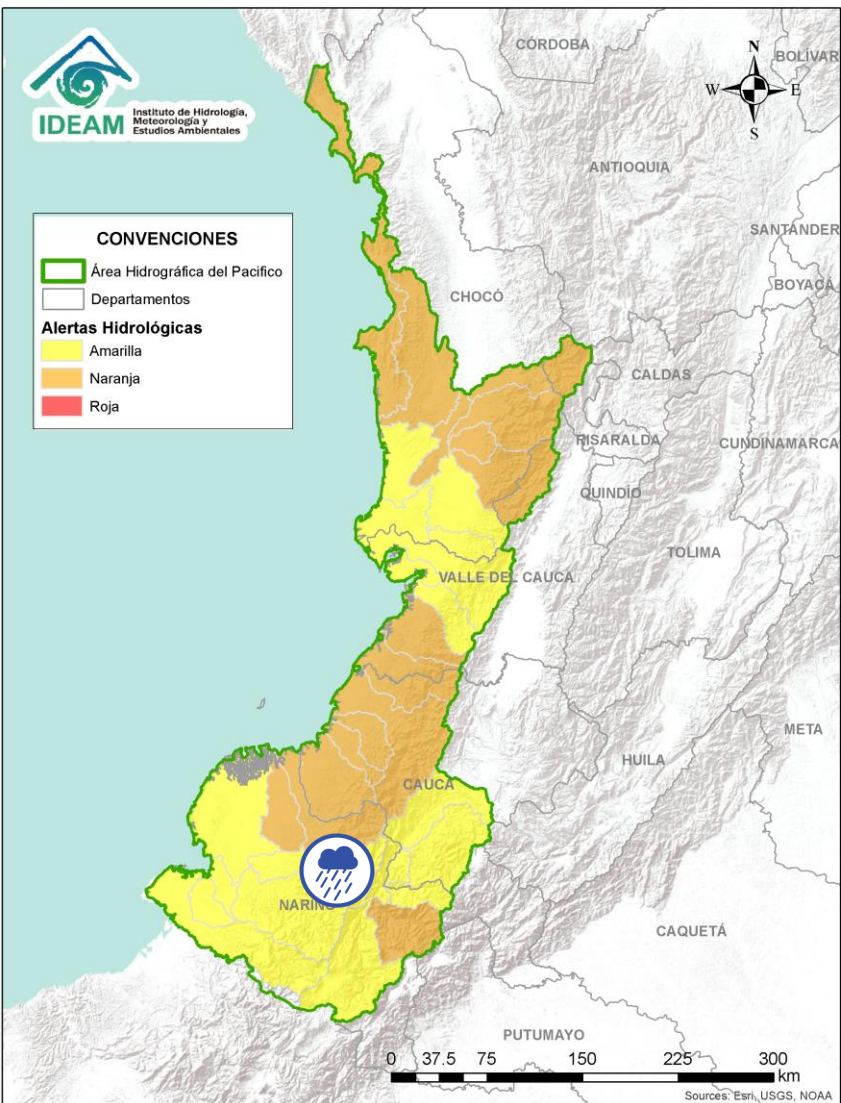 IDEAM
Instituto de Hidrología,
Meteorología y
Estudios Ambientales
CÓRDOBA
BOLÍVAR
N
W
E
S
ANTIOQUIA
SANTANDER
BOYACÁ
CHOCÓ
CONVENCIONES
Área Hidrográfica del Pacifico
Departamentos
Alertas Hidrológicas
Amarilla
Naranja
Roja
CALDAS
RISARALDA
CUNDINAMARCA
QUINDÍO
TOLIMA
VALLE DEL CAUCA
META
HUILA
CAUCA
NARIÑO
CAQUETÁ
PUTUMAYO
0 37.5 75 150 225 300
km
Sources: Esri, USGS, NOAA